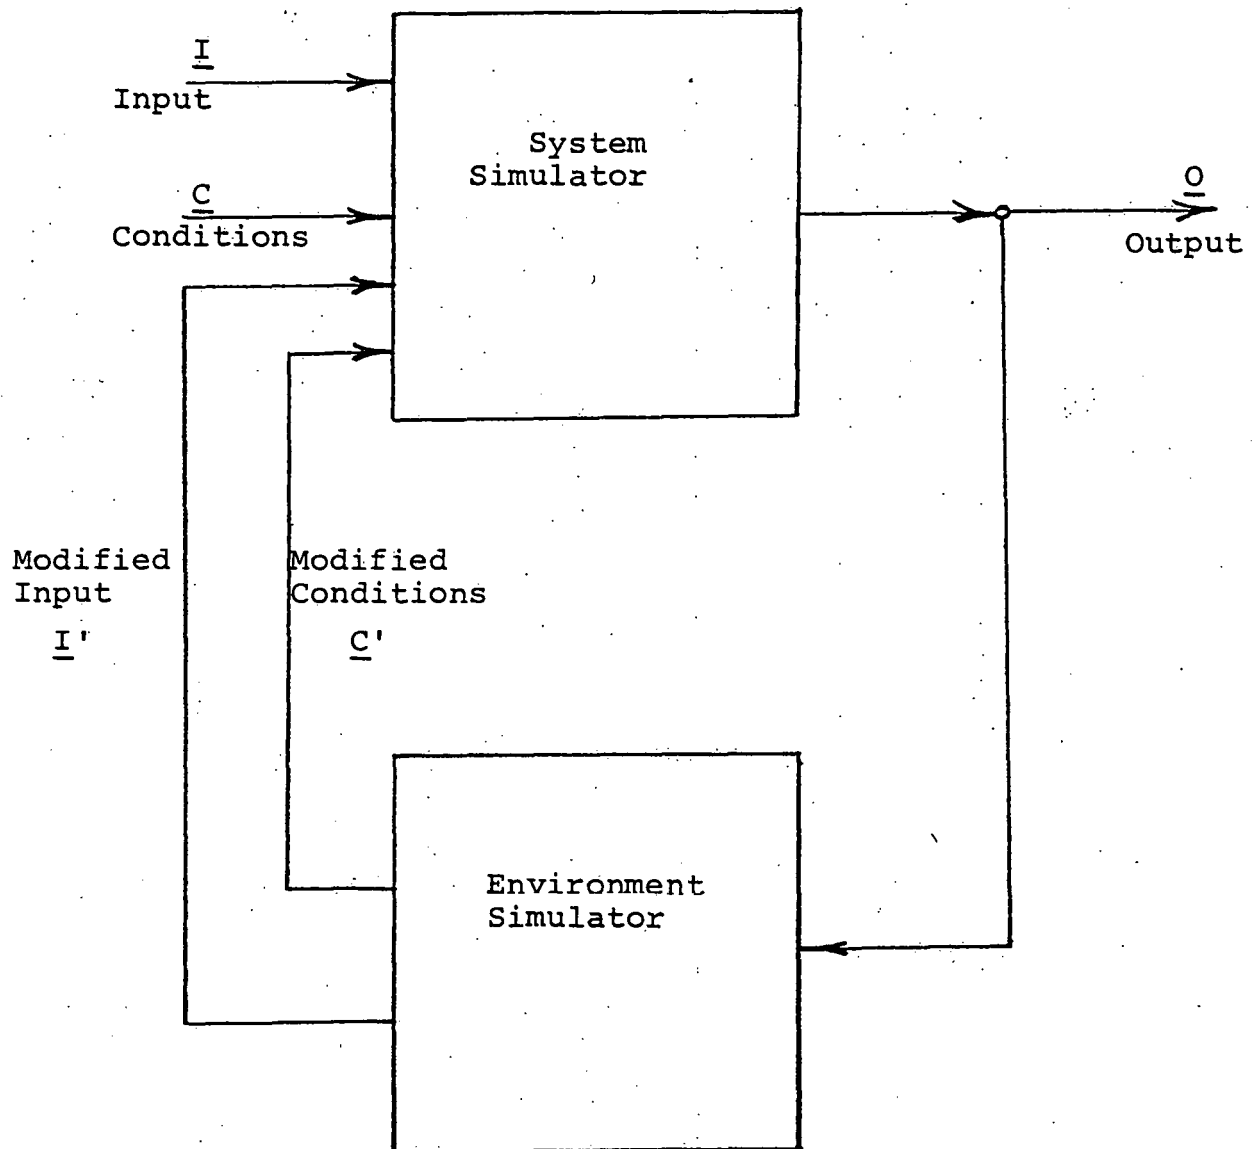 I
Input
System
Simulator
C
Conditions
O
Output
Modified
Input
I'
Modified
Conditions
C'
Environment
Simulator